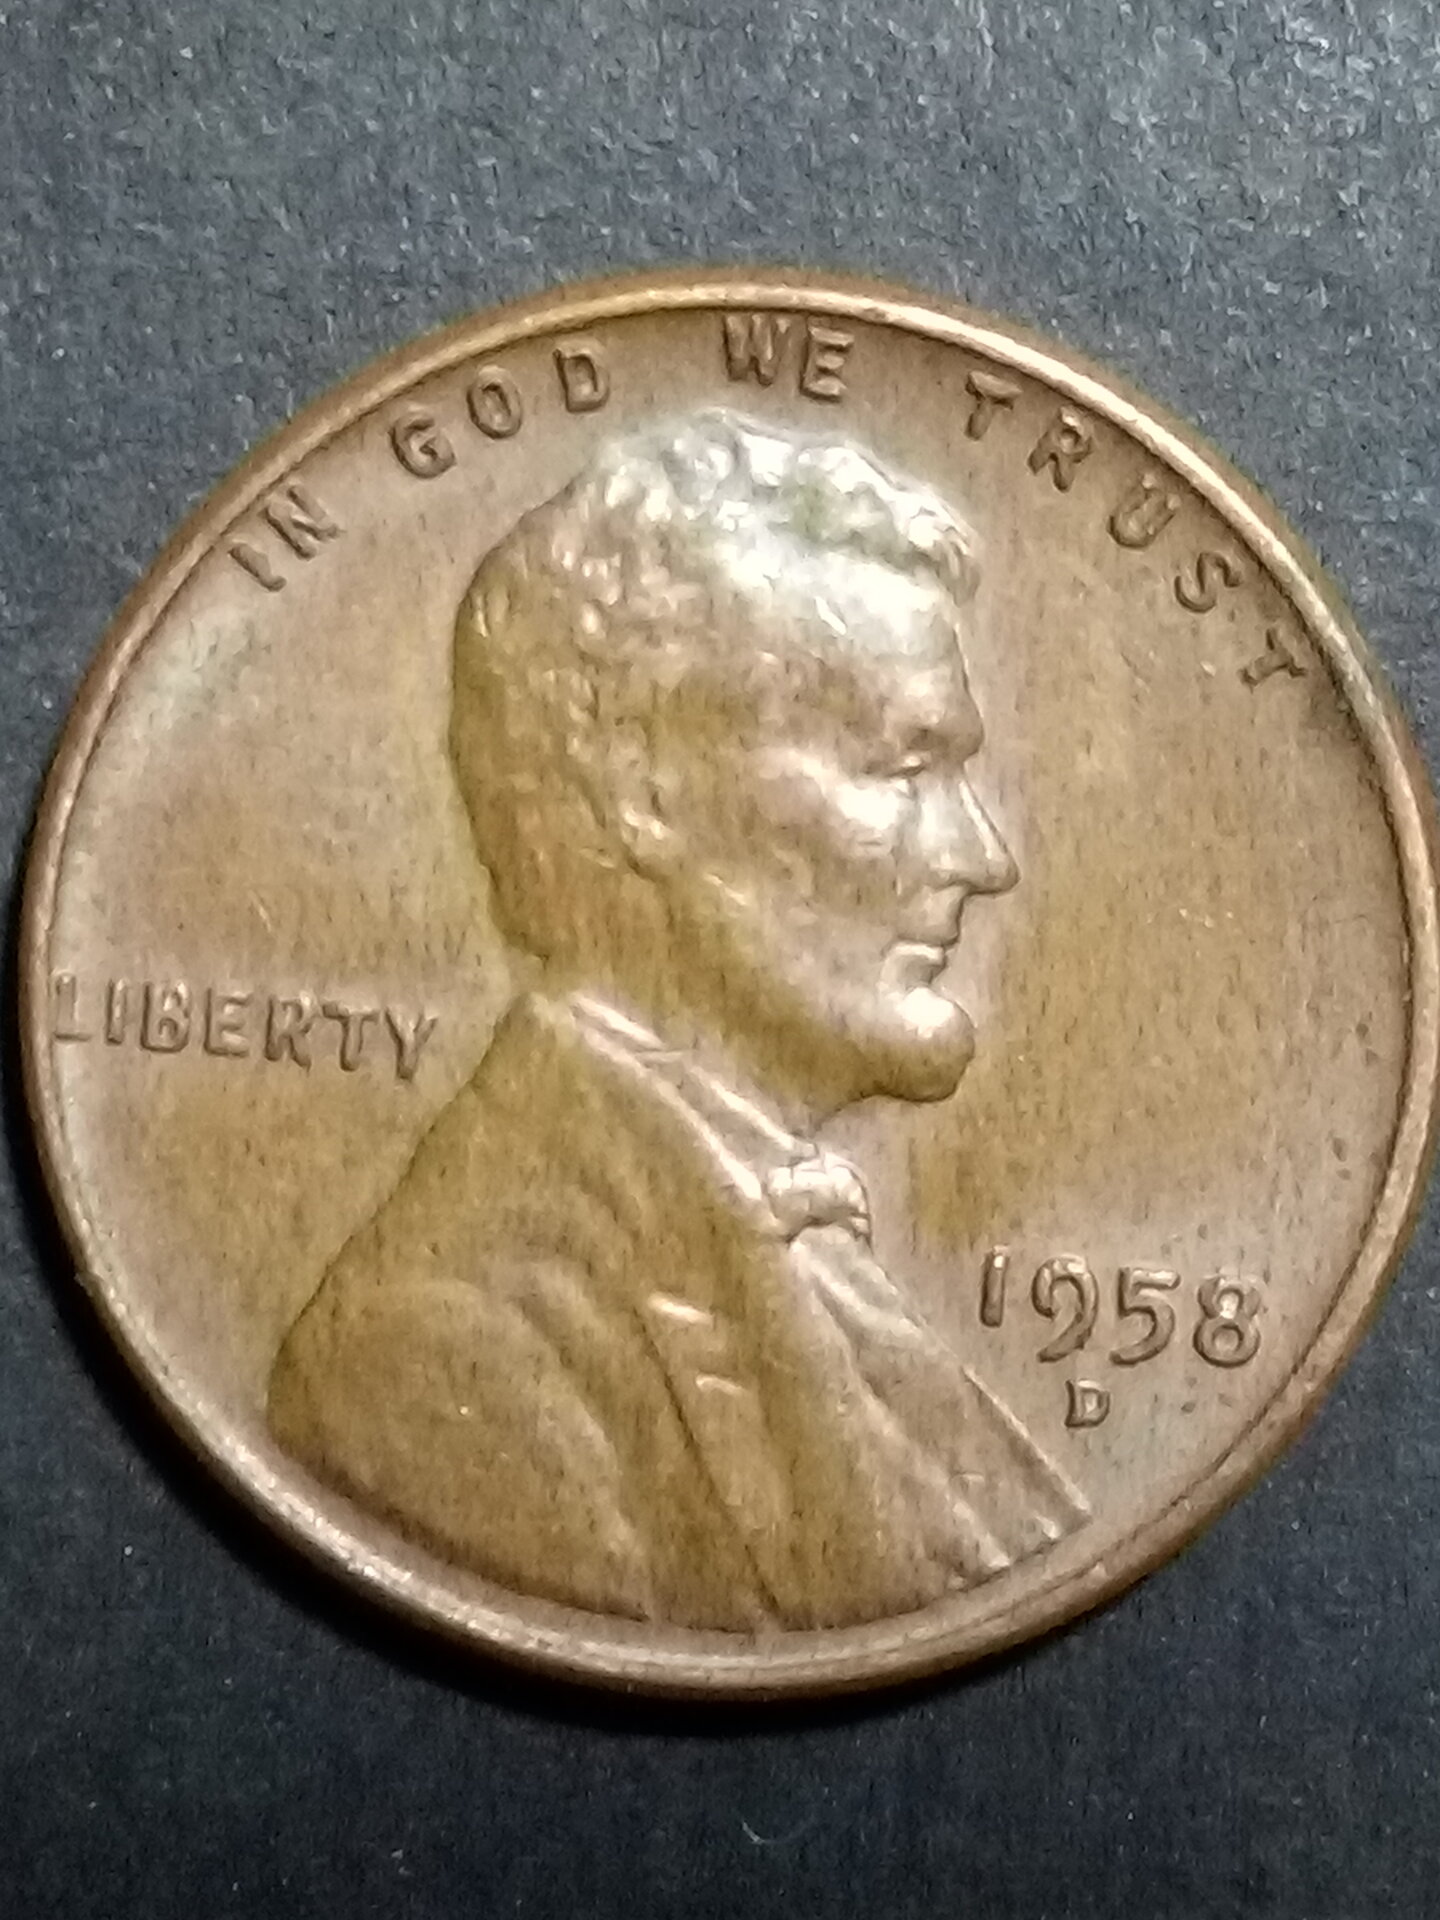 IN GOD WE TRUST
LIBERTY
1958
D